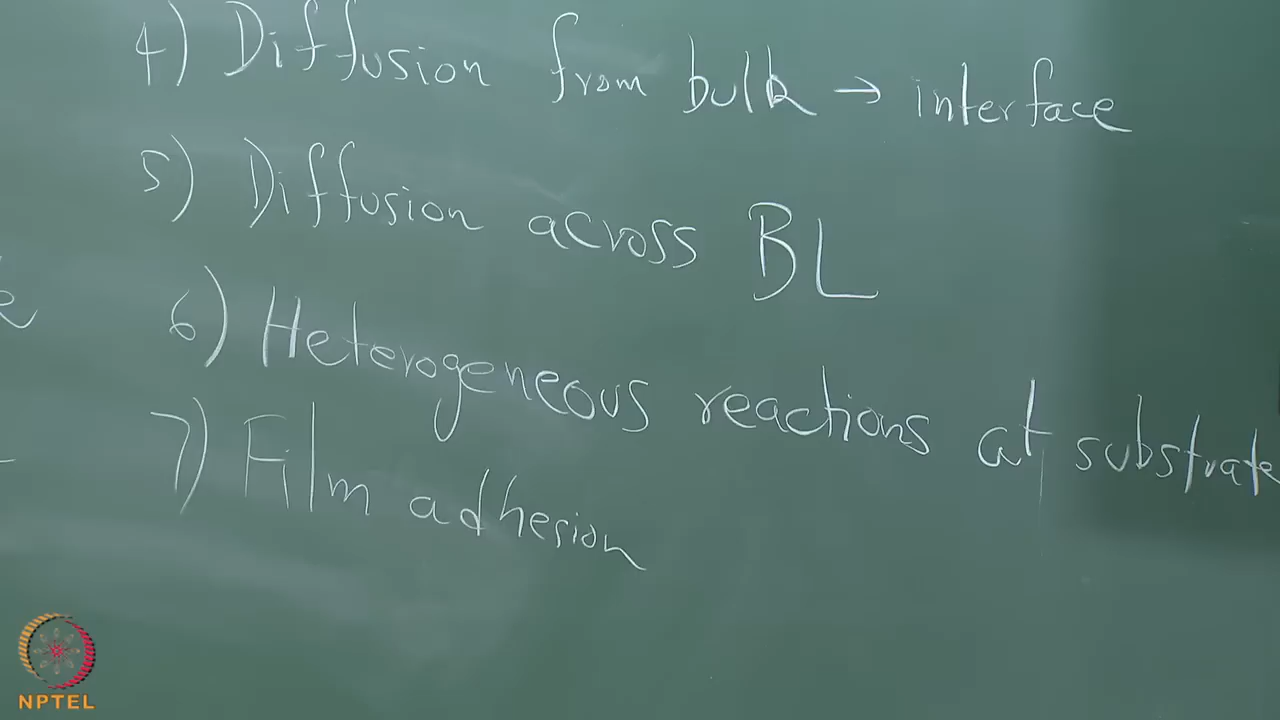 4) Diffusion from bulk → interface
5) Diffusion across BL
6) Heterogeneous reactions at substrate
7) Film adhesion
NPTEL